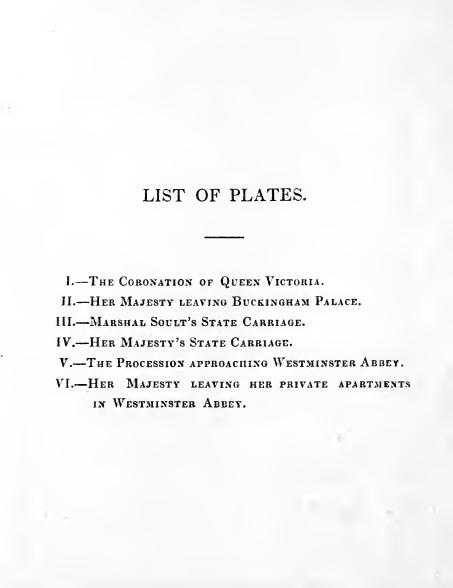 LIST OF PLATES.
I.—The Coronation of Queen Victoria.
II.—Her Majesty leaving Buckingham Palace.
III.—Marshal Soult's State Carriage.
IV.—Her Majesty's State Carriage.
V.—The Procession approaching Westminster Abbey.
VI.—Her Majesty leaving her private apartments
in Westminster Abbey.